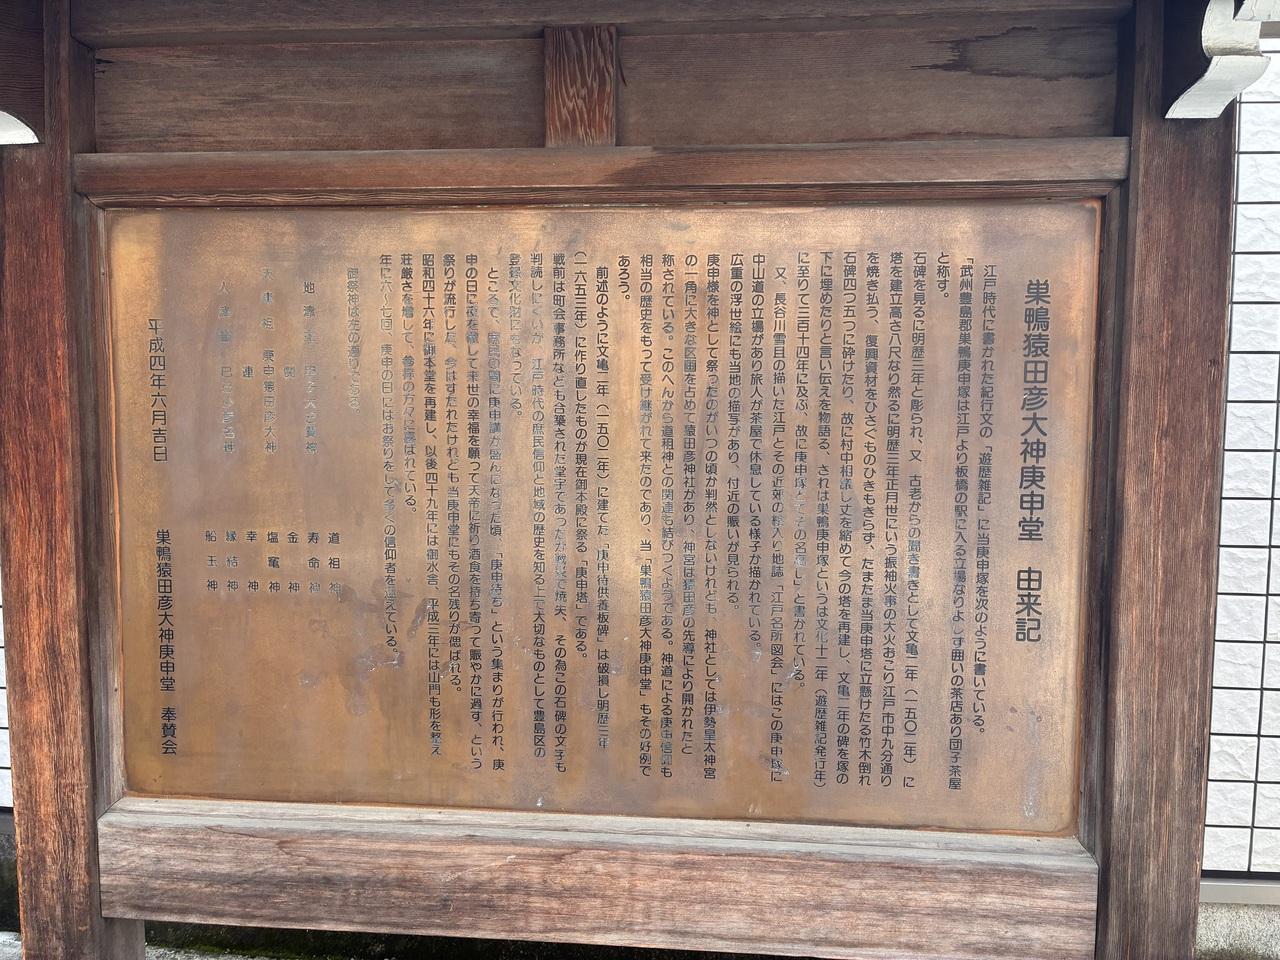 巣鴨猿田彦大神庚申堂　由来記
江戸時代に書かれた紀行文の「遊歴雑記」に当庚申塚を次のように書いている。
「武州豊島郡巣鴨庚申塚は江戸より板橋の駅に入る立場なりよしず囲いの茶店あり団子茶屋
と称す。
石碑を見るに明歴三年と彫られ、又　古老からの聞き書きとして文亀二年（一五〇二年）に
塔を建立高さ八尺なり然るに明歴三年正月世にいう振袖火事の大火おこり江戸市中九分通り
を焼き払う、復興資材をひさぐものひきもきらず、たまたま当庚申塔に立懸けたる竹木倒れ
石碑四つ五つに砕けたり、故に村中相議し丈を縮めて今の塔を再建し、文亀二年の碑を塚の
下に埋めたりと言い伝えを物語る、されば巣鴨庚申塚というは文化十二年（遊歴雑記発行年）
に至りて三百十四年に及ぶ、故に庚申塚とてその名高し」と書かれている。
又、長谷川雪旦の描いた江戸とその近郊の絵入り地誌「江戸名所図会」にはこの庚申塚に
中山道の立場があり旅人が茶屋で休息している様子が描かれている。
広重の浮世絵にも当地の描写があり、付近の賑いが見られる。
庚申様を神として祭ったのがいつの頃か判然としないけれども、神社としては伊勢皇太神宮
の一角に大きな区画を占めて猿田彦神社があり、神宮は猿田彦の先導により開かれたと
称されている。このへんから道祖神との関連も結びつくようである。神道による庚申信仰も
相当の歴史をもって受け継がれて来たのであり、当「巣鴨猿田彦大神庚申堂」もその好例で
あろう。
前述のように文亀二年（一五〇二年）に建てた「庚申待供養板碑」は破損し明歴三年
（一六五三年）に作り直したものが現在御本殿に祭る「庚申塔」である。
戦前は町会事務所なども合築された堂宇であったが戦災で焼失、その為この石碑の文字も
判読しにくいが、江戸時代の庶民信仰と地域の歴史を知る上で大切なものとして豊島区の
登録文化財にもなっている。
ところで、庶民の間に庚申講が盛んになった頃、「庚申待ち」という集まりが行われ、庚
申の日に夜を徹して来世の幸福を願って天帝に祈り酒食を持ち寄って賑やかに過す、という
祭りが流行した。今はすたれたけれども当庚申堂にもその名残りが偲ばれる。
昭和四十六年に御本堂を再建し、以後四十九年には御水舎、平成三年には山門も形を整え
荘厳さを増して、参拝の方々に喜ばれている。
年に六〜七回、庚申の日にはお祭りをして多くの信仰者を迎えている。
御祭神は左の通りである。
道祖神
寿命神
金神
塩竃神
幸神
縁結神
船玉神
平成四年六月吉日
巣鴨猿田彦大神庚申堂　奉賛会